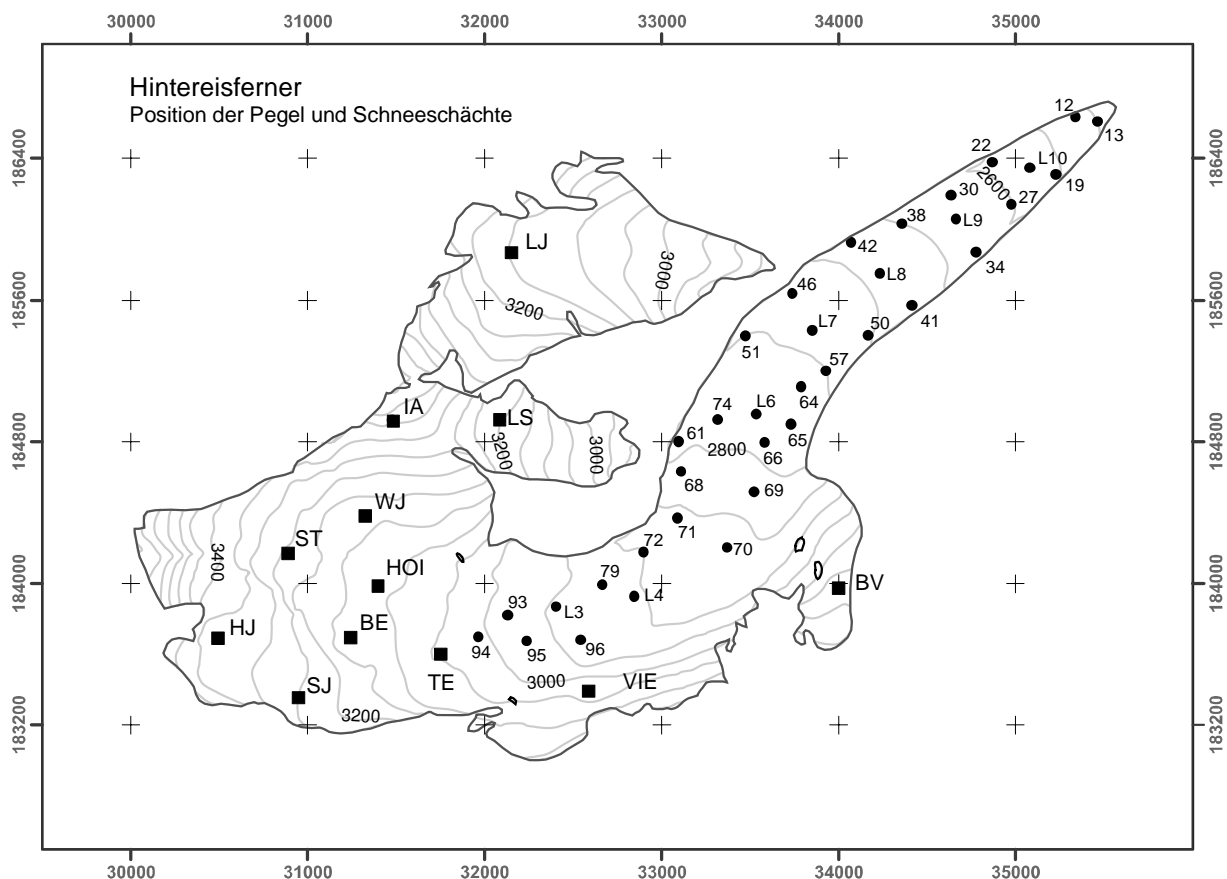 30000 31000 32000 33000 34000 35000
Hintereisferner
Position der Pegel und Schneeschächte
12
13
186400
186400
22
L10
2600
19
30
27
38
L9
42
34
LJ
3000
L8
3200
46
41
185600
185600
L7
50
51
57
64
IA
LS
74
L6
65
3200
3000
61
2800
66
184800
184800
68
69
WJ
71
ST
72
70
3400
HOI
79
BV
184000
184000
93
L3
L4
HJ
BE
94
95
96
TE
3000
VIE
SJ
3200
183200
183200
30000 31000 32000 33000 34000 35000